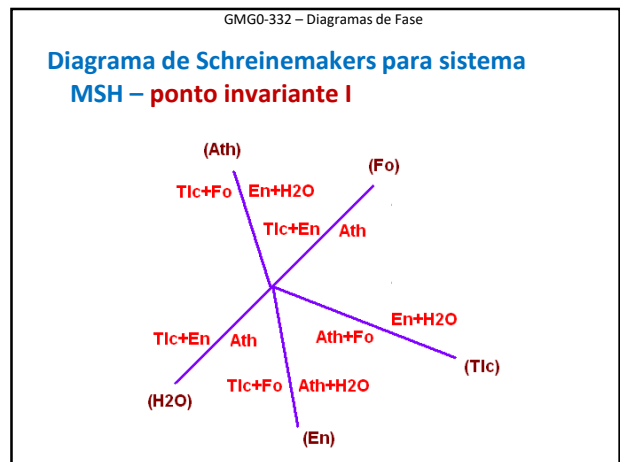 GMG0-332 – Diagramas de Fase
Diagrama de Schreinemakers para sistema
MSH – ponto invariante I
(Ath)
(Fo)
Tlc+Fo
En+H2O
Tlc+En
Ath
En+H2O
Tlc+En
Ath
Ath+Fo
(Tlc)
Tlc+Fo
Ath+H2O
(H2O)
(En)